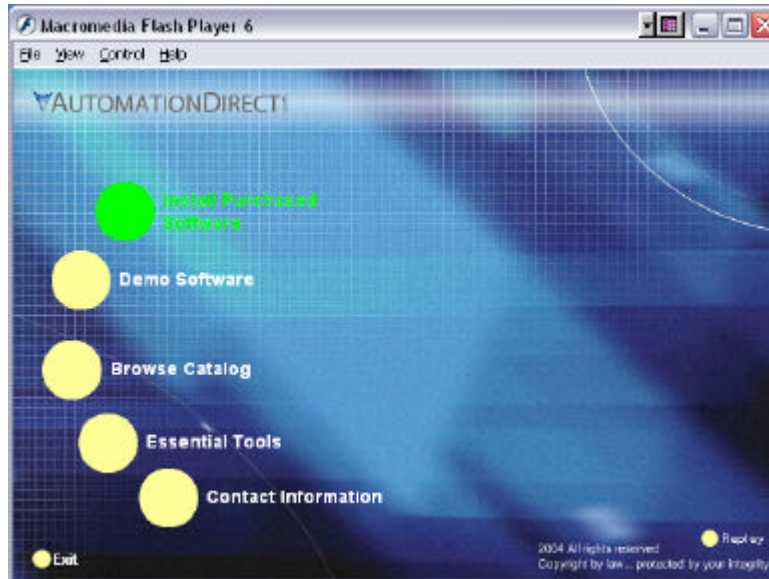 Macromedia Flash Player 6
File View Control Help
AUTOMATIONDIRECT
Install Purchased
Software
Demo Software
Browse Catalog
Essential Tools
Contact Information
Exit
Replay
2004 All rights reserved
Copyright by law... protected by your Integrity